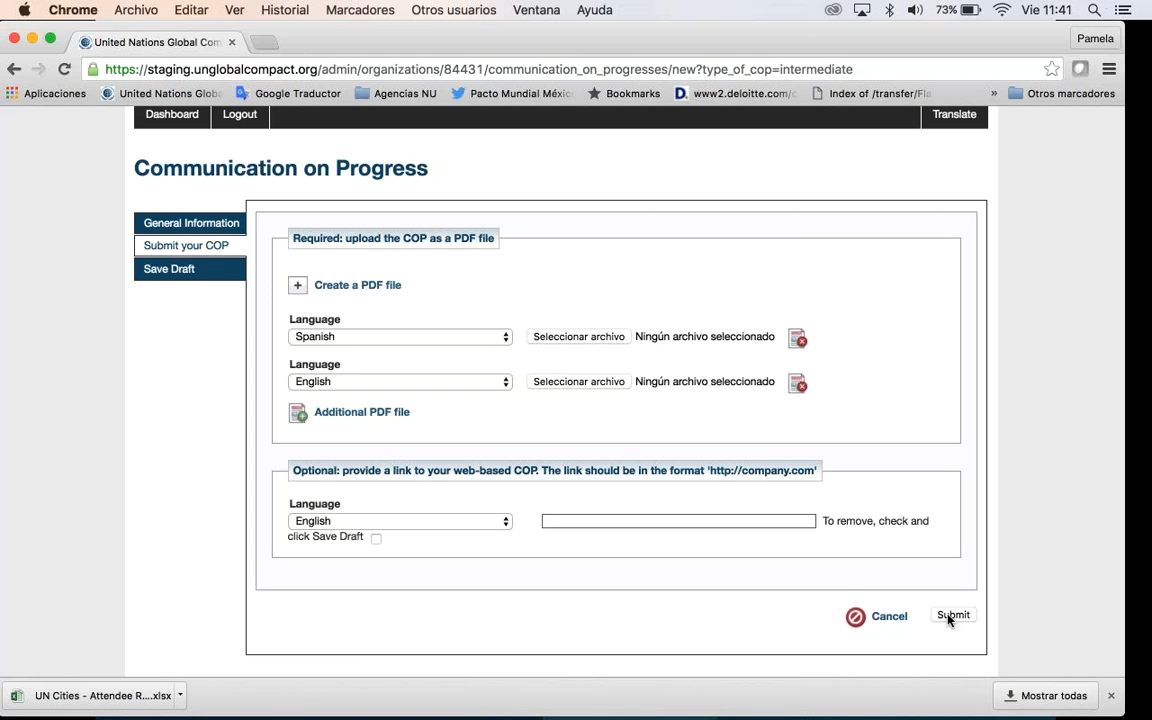 Chrome Archivo Editar Ver Historial Marcadores Otros usuarios Ventana Ayuda 73% Vie 11:41
United Nations Global Com Pamela
https://staging.unglobalcompact.org/admin/organizations/84431/communication_on_progresses/new?type_of_cop=intermediate
Aplicaciones United Nations Globa Google Traductor Agencias NU Pacto Mundial Méxic Bookmarks www2.deloitte.com/ Index of /transfer/Fla » Otros marcadores
Dashboard Logout Translate
Communication on Progress
General Information
Submit your COP
Save Draft
Required: upload the COP as a PDF file
+ Create a PDF file
Language
Spanish Seleccionar archivo Ningún archivo seleccionado
Language
English Seleccionar archivo Ningún archivo seleccionado
Additional PDF file
Optional: provide a link to your web-based COP. The link should be in the format 'http://company.com'
Language
English To remove, check and
click Save Draft
Cancel Submit
UN Cities - Attendee R....xlsx Mostrar todas